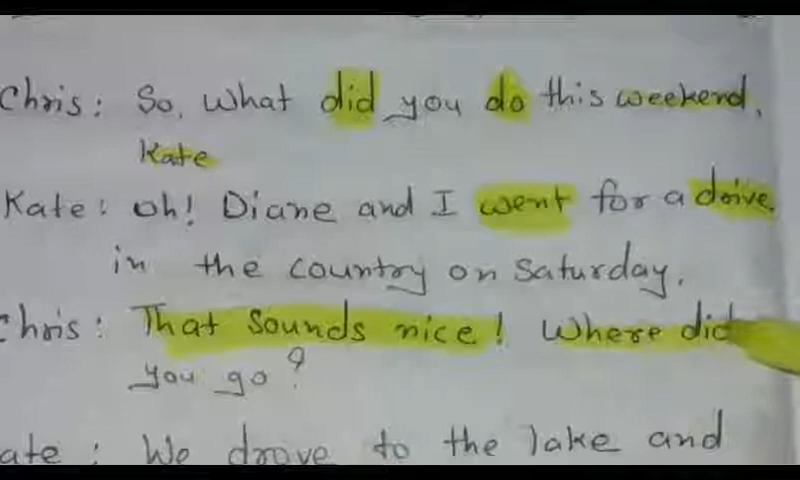 Chris: So, what did you do this weekend,
Kate
Kate: oh! Diane and I went for a drive.
in the country on Saturday.
Chris: That sounds nice! Where did
you go?
ate: We drove to the lake and